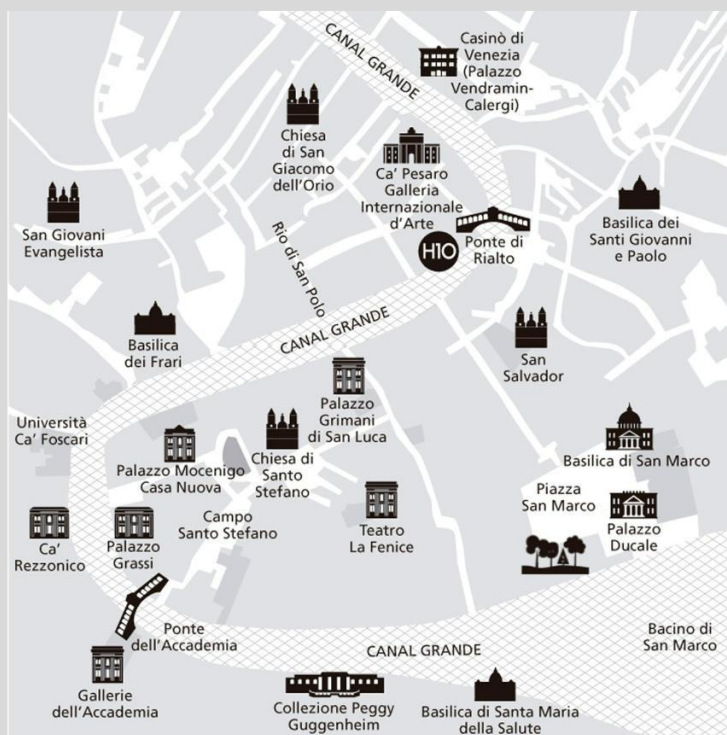 CANAL GRANDE
Casinò di
Venezia
(Palazzo
Vendramin-
Calergi)
Chiesa
di San
Giacomo
dell'Orio
Ca' Pesaro
Galleria
Internazionale
d'Arte
San Giovani
Evangelista
Basilica dei
Santi Giovanni
e Paolo
Ponte di
Rialto
H10
Rio di San Polo
CANAL GRANDE
Basilica
dei Frari
San
Salvador
Palazzo
Grimani
di San Luca
Università
Ca' Foscari
Palazzo Mocenigo
Casa Nuova
Chiesa di
Santo
Stefano
Basilica di San Marco
Piazza
San Marco
Campo
Santo Stefano
Teatro
La Fenice
Palazzo
Ducale
Ca'
Rezzonico
Palazzo
Grassi
Ponte
dell'Accademia
CANAL GRANDE
Bacino di
San Marco
Gallerie
dell'Accademia
Collezione Peggy
Guggenheim
Basilica di Santa Maria
della Salute